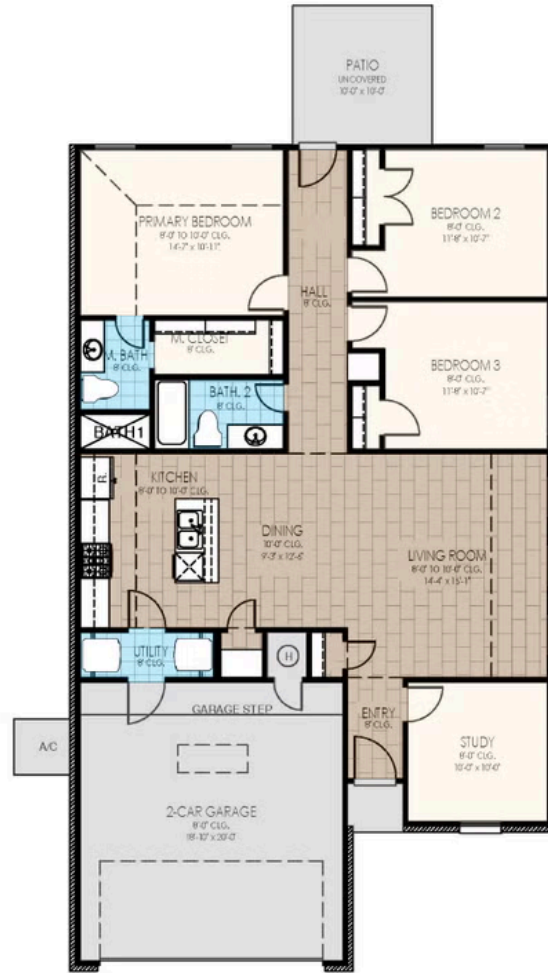 PATIO
UNCOVERED
10'-0" x 10'-0"
PRIMARY BEDROOM
8'-0" TO 10'-0" CLG.
14'-7" x 10'-11"
BEDROOM 2
8'-0" CLG.
11'-8" x 10'-7"
HALL
8' CLG.
M. BATH
8' CLG.
M. CLOSET
8' CLG.
BEDROOM 3
8'-0" CLG.
11'-8" x 10'-7"
BATH. 2
8' CLG.
BATH 1
R.
KITCHEN
8'-0" TO 10'-0" CLG.
DINING
10'-0" CLG.
9'-3" x 12'-6"
LIVING ROOM
8'-0" TO 10'-0" CLG.
14'-4" x 15'-1"
UTILITY
8' CLG.
H
GARAGE STEP
ENTRY
8' CLG.
A/C
STUDY
8'-0" CLG.
10'-0" x 10'-0"
2-CAR GARAGE
8'-0" CLG.
18'-10" x 20'-0"